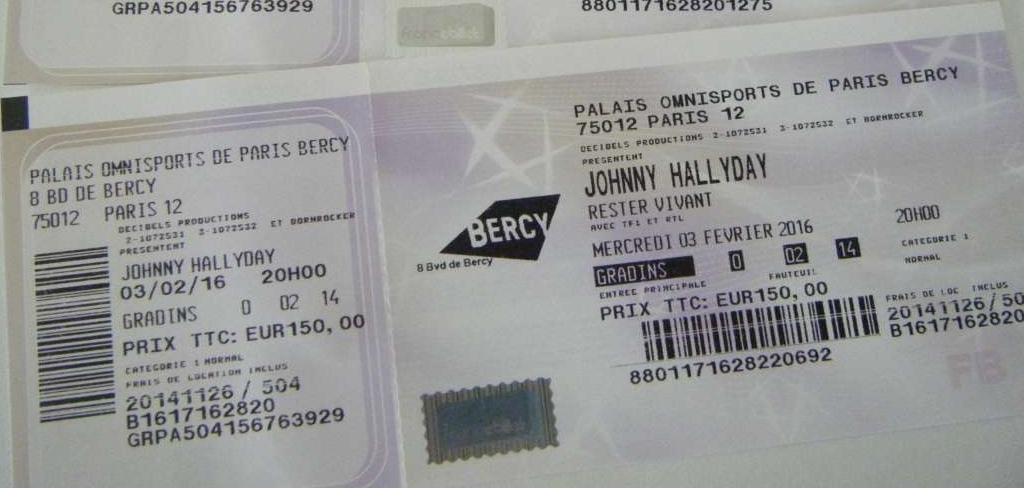 GRPA504156763929
8801171628201275
PALAIS OMNISPORTS DE PARIS BERCY
8 BD DE BERCY
75012 PARIS 12
DECIBELS PRODUCTIONS
2-1072531 3-1072532 ET BORNROCKER
PRESENTENT
JOHNNY HALLYDAY
03/02/16 20H00
GRADINS 0 02 14
PRIX TTC: EUR150,00
CATEGORIE 1 NORMAL
FRAIS DE LOCATION INCLUS
20141126 / 504
B1617162820
GRPA504156763929
BERCY
8 Bvd de Bercy
PALAIS OMNISPORTS DE PARIS BERCY
75012 PARIS 12
DECIBELS PRODUCTIONS 2-1072531 3-1072532 ET BORNROCKER
PRESENTENT
JOHNNY HALLYDAY
RESTER VIVANT
AVEC TF1 ET RTL
MERCREDI 03 FEVRIER 2016 20H00
GRADINS 0 02 14 CATEGORIE 1
ENTREE PRINCIPALE FAUTEUIL NORMAL
PRIX TTC: EUR150,00 FRAIS DE LOC INCLUS
20141126/50
B1617162820
8801171628220692
FB